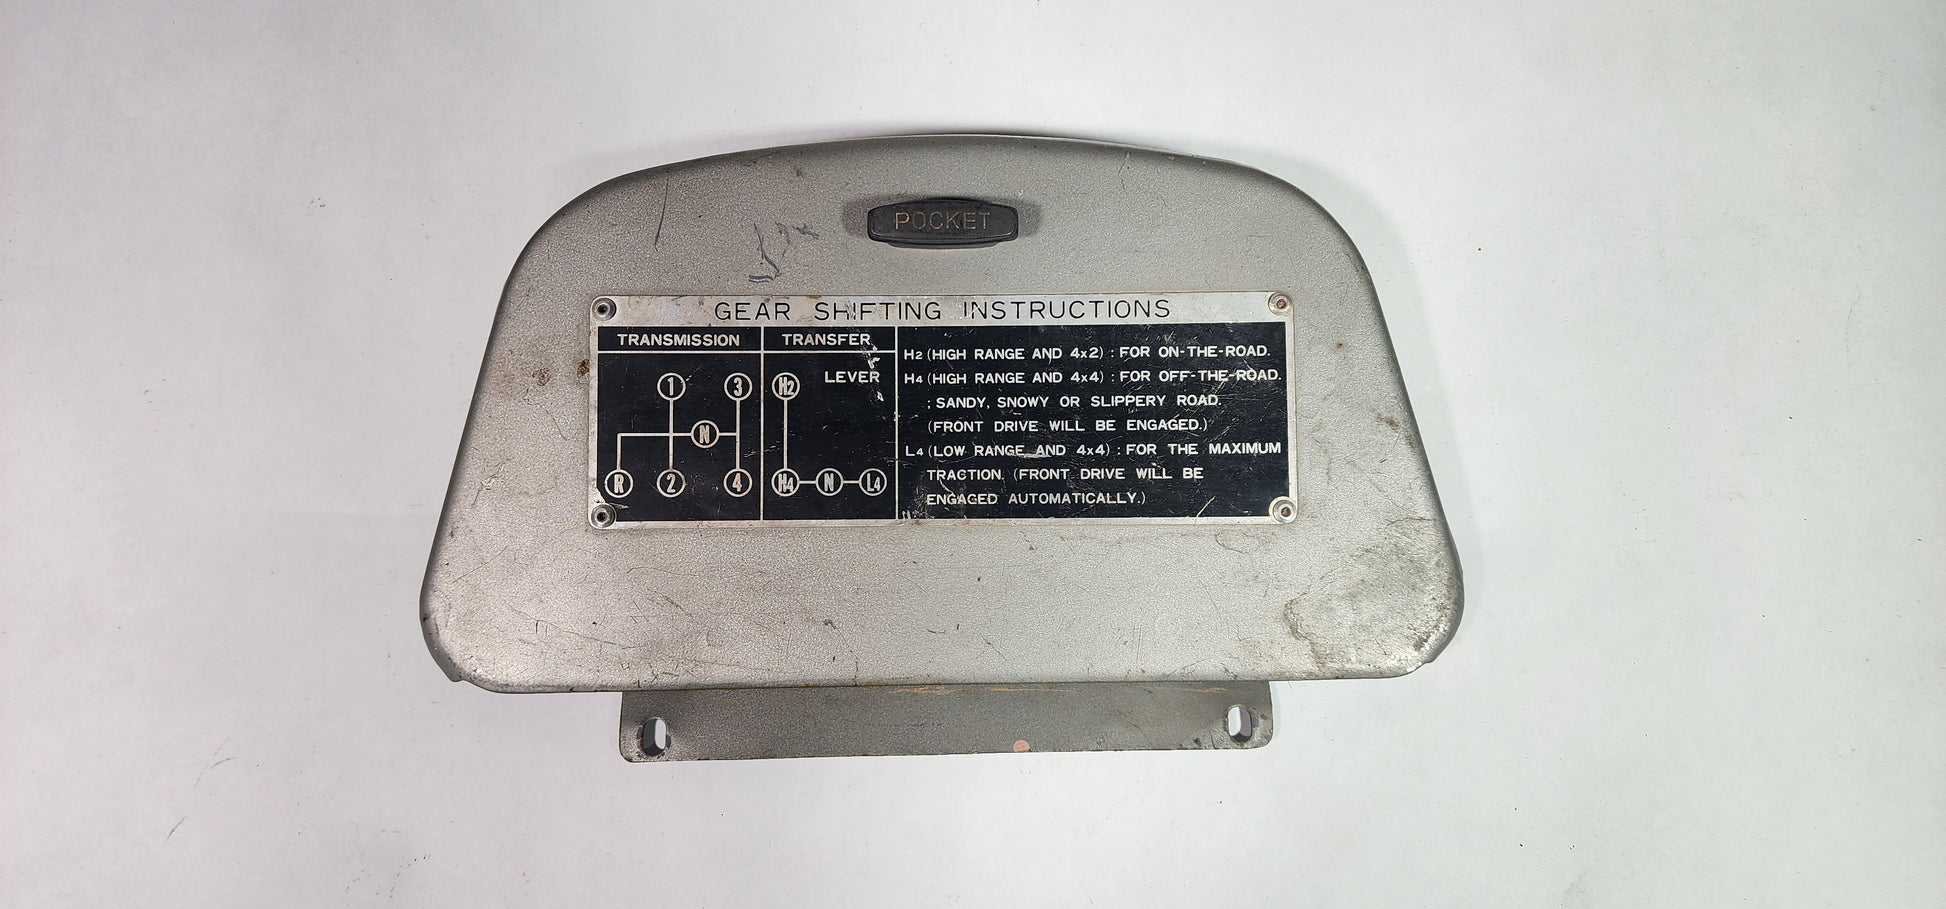 POCKET
GEAR SHIFTING INSTRUCTIONS
TRANSMISSION
1 3
N
R 2 4
TRANSFER
LEVER
H2
H4 N L4
H2 (HIGH RANGE AND 4x2) : FOR ON-THE-ROAD.
H4 (HIGH RANGE AND 4x4) : FOR OFF-THE-ROAD.
; SANDY, SNOWY OR SLIPPERY ROAD.
(FRONT DRIVE WILL BE ENGAGED.)
L4 (LOW RANGE AND 4x4) : FOR THE MAXIMUM
TRACTION. (FRONT DRIVE WILL BE
ENGAGED AUTOMATICALLY.)